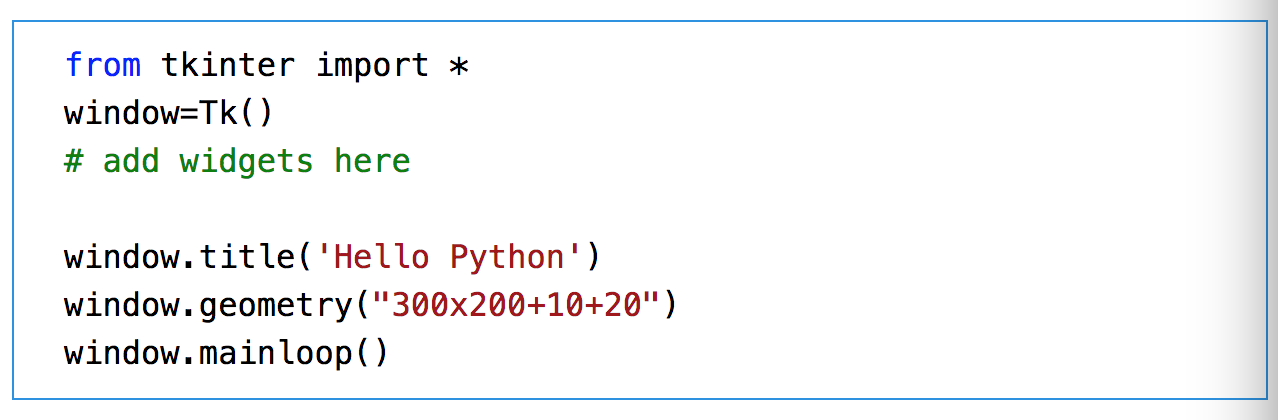 from tkinter import *
window=Tk()
# add widgets here
window.title('Hello Python')
window.geometry("300x200+10+20")
window.mainloop()